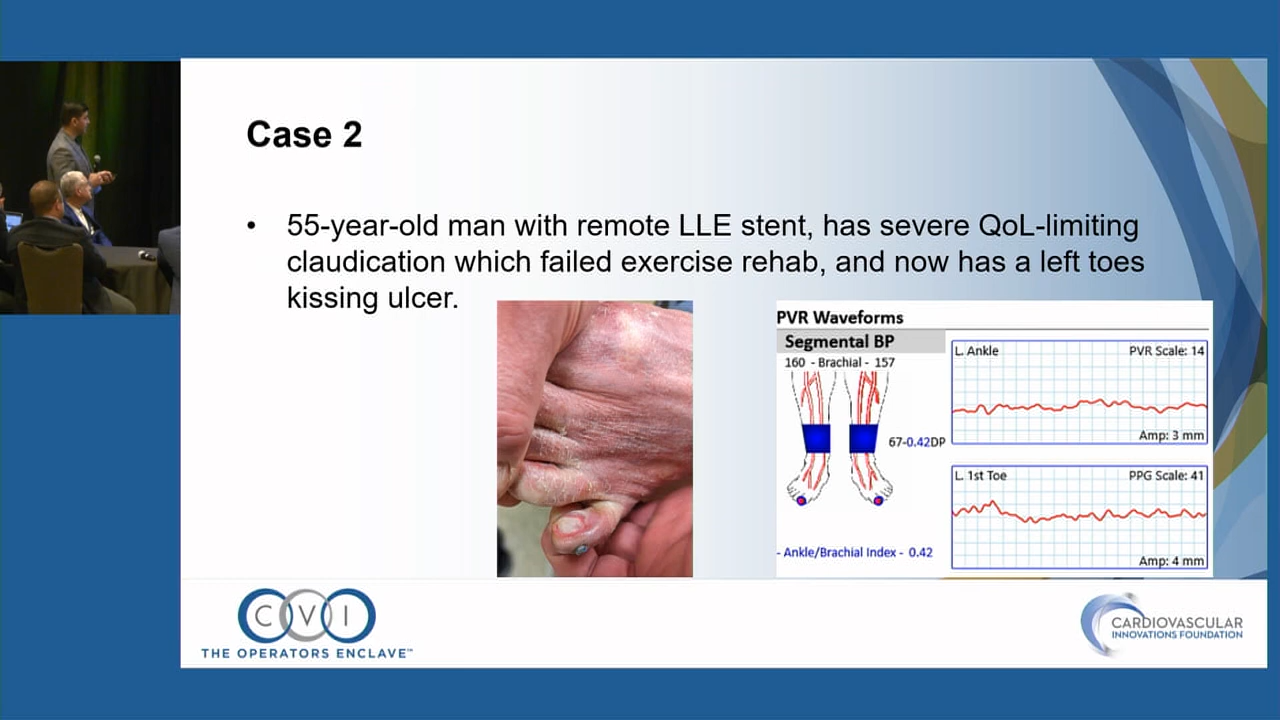 Case 2
• 55-year-old man with remote LLE stent, has severe QoL-limiting
claudication which failed exercise rehab, and now has a left toes
kissing ulcer.
PVR Waveforms
Segmental BP
160 - Brachial - 157
67-0.42DP
- Ankle/Brachial Index - 0.42
L. Ankle
PVR Scale: 14
Amp: 3 mm
L. 1st Toe
PPG Scale: 41
Amp: 4 mm
CVI
THE OPERATORS ENCLAVE™
CARDIOVASCULAR
INNOVATIONS FOUNDATION